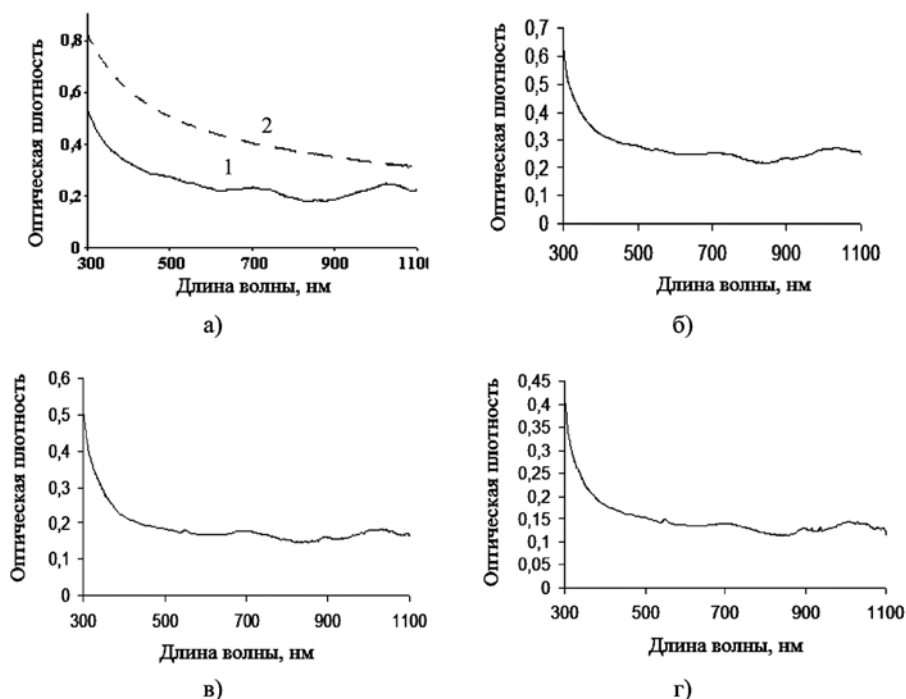 Оптическая плотность
0,8
0,6
0,4
0,2
0
2
1
300 500 700 900 1100
Длина волны, нм
а)
Оптическая плотность
0,7
0,6
0,5
0,4
0,3
0,2
0,1
0
300 500 700 900 1100
Длина волны, нм
б)
Оптическая плотность
0,6
0,5
0,4
0,3
0,2
0,1
0
300 500 700 900 1100
Длина волны, нм
в)
Оптическая плотность
0,45
0,4
0,35
0,3
0,25
0,2
0,15
0,1
0,05
0
300 500 700 900 1100
Длина волны, нм
г)